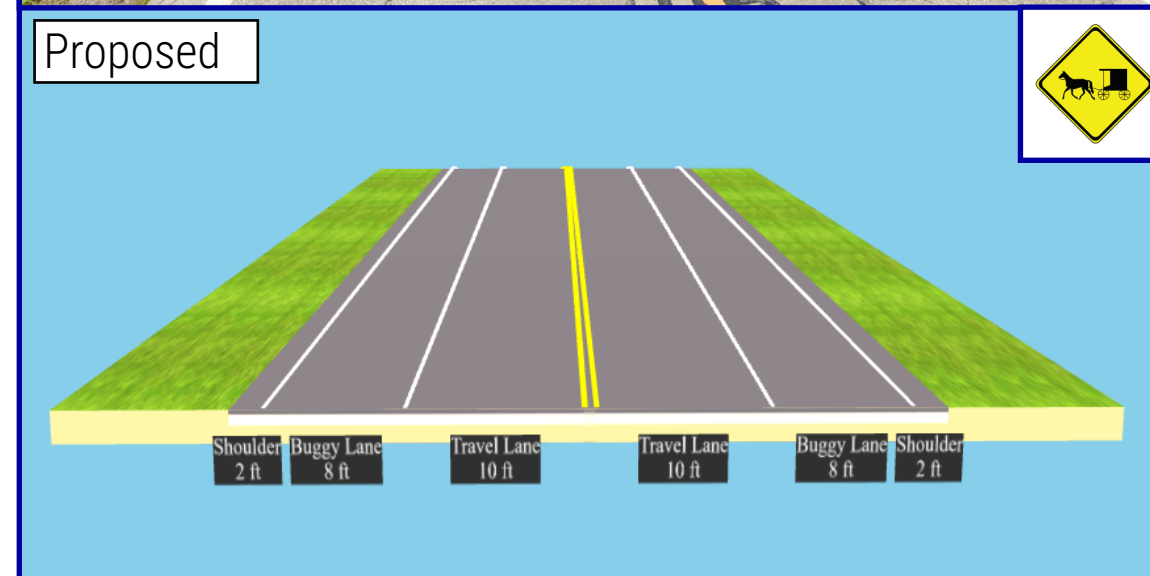 Proposed
Shoulder
2 ft
Buggy Lane
8 ft
Travel Lane
10 ft
Travel Lane
10 ft
Buggy Lane
8 ft
Shoulder
2 ft